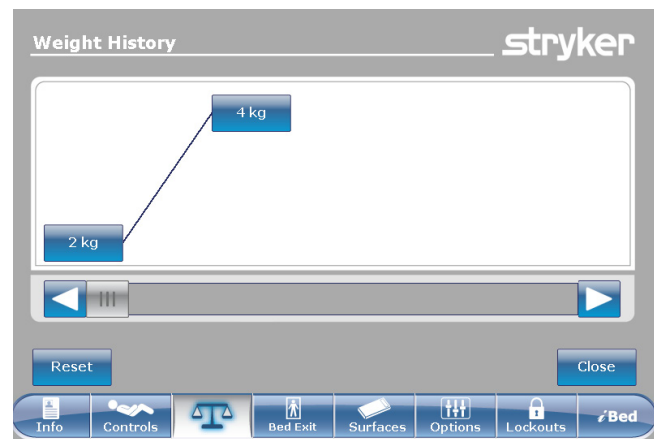 Weight History
stryker
4 kg
2 kg
Reset
Close
Info
Controls
Bed Exit
Surfaces
Options
Lockouts
iBed